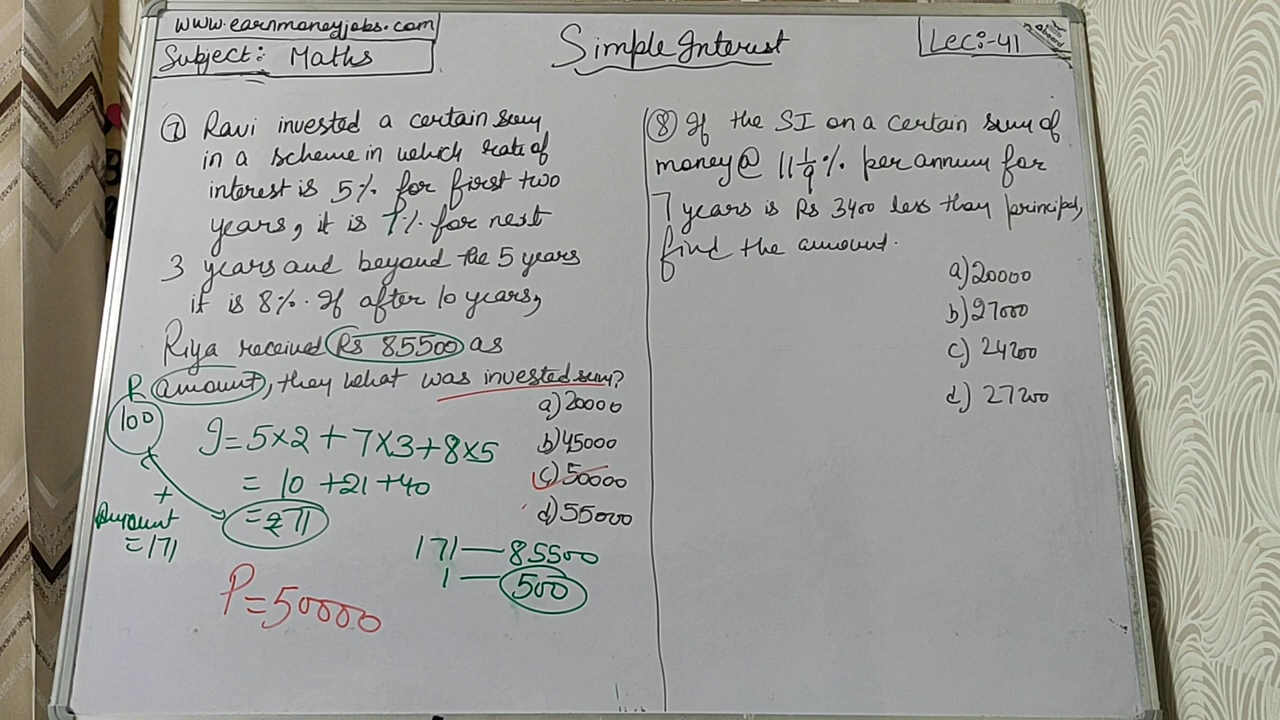 www.earnmoneyjobs.com
Subject:- Maths
Simple Interest
Lec:-41
⑦ Ravi invested a certain sum
in a scheme in which rate of
interest is 5% for first two
years, it is 7% for next
3 years and beyond the 5 years
it is 8%. If after 10 years,
Riya received Rs 85500 as
amount, then what was invested sum?
a) 20000
b) 45000
c) 50000
d) 55000
P
100
I = 5×2 + 7×3 + 8×5
= 10 + 21 + 40
= 71
+
Amount
= 171
171 — 85500
1 — 500
P = 50000
⑧ If the SI on a certain sum of
money @ 11 1/9 % per annum for
7 years is Rs 3400 less than principal,
find the amount.
a) 20000
b) 27000
c) 24200
d) 27200